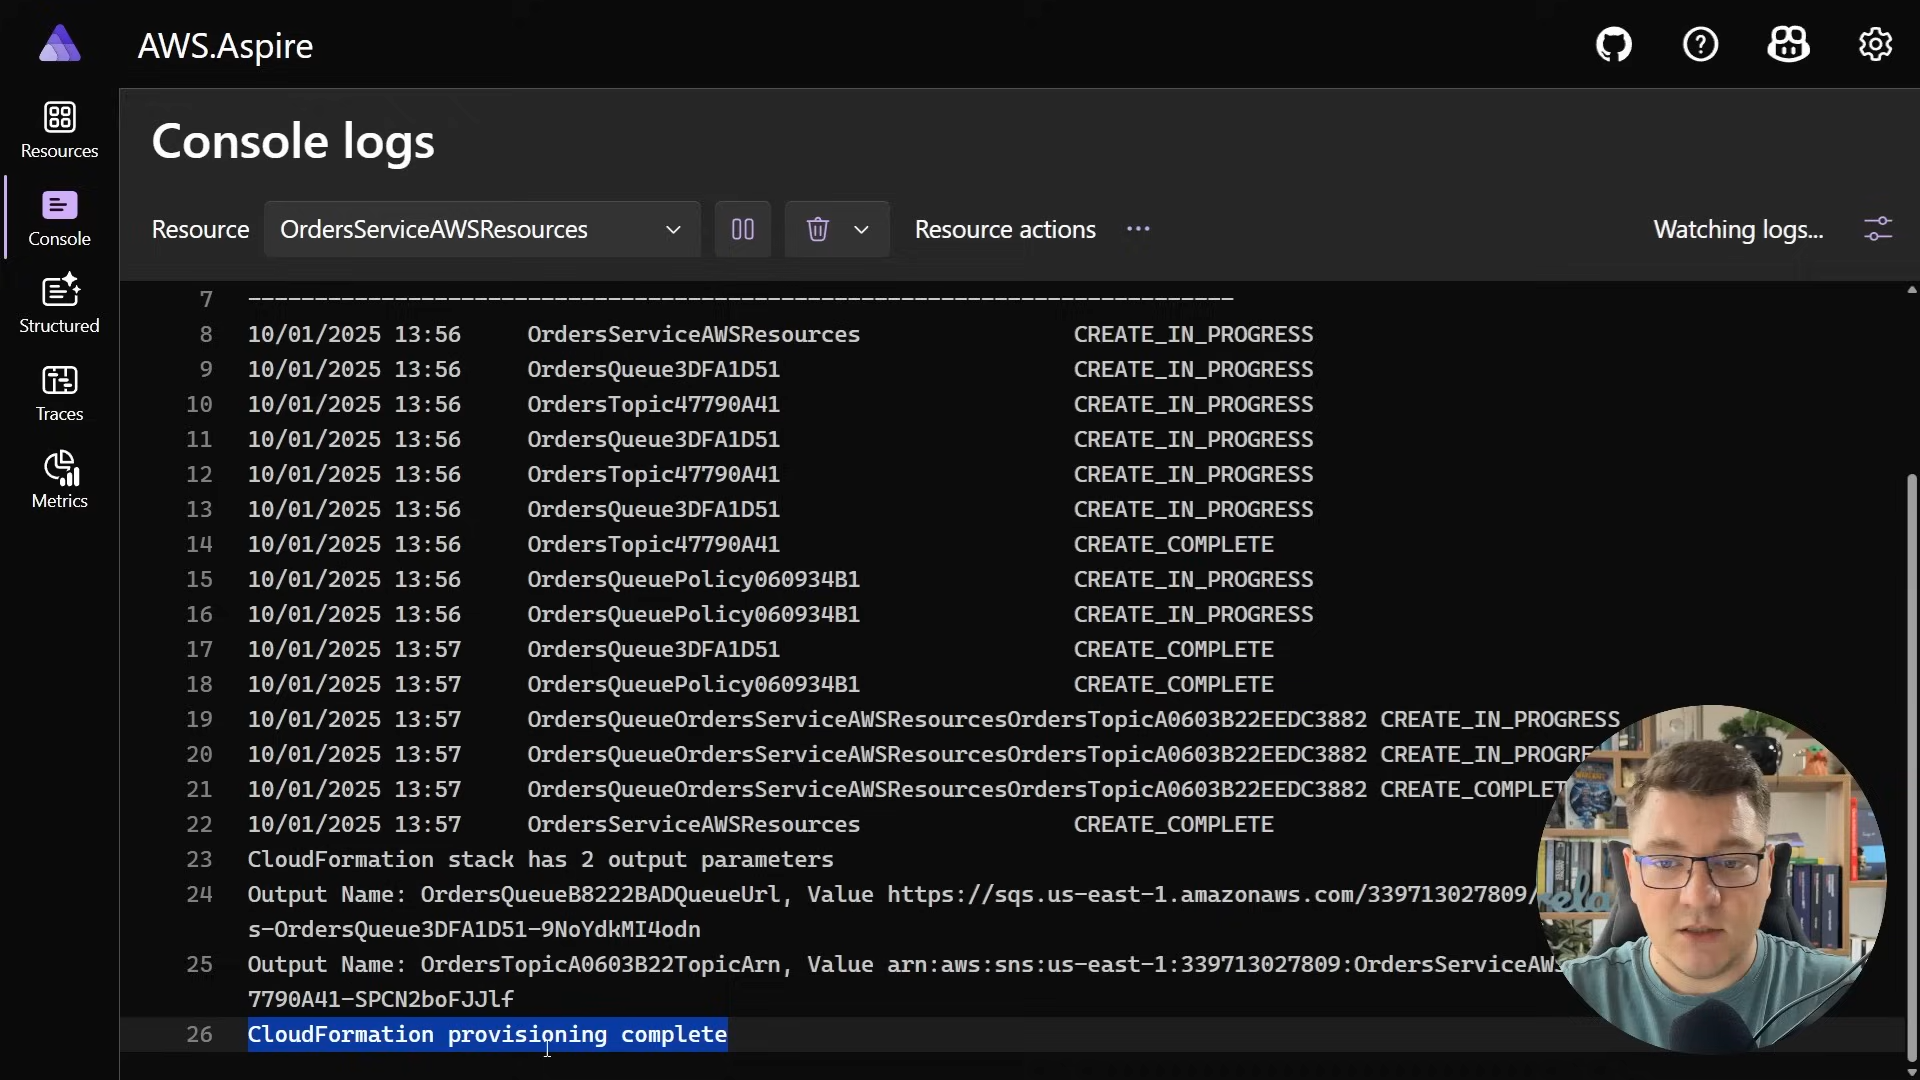 AWS.Aspire
Resources
Console
Structured
Traces
Metrics
Console logs
Resource OrdersServiceAWSResources Resource actions Watching logs...
7 --------------------------------------------------------------------------
8 10/01/2025 13:56 OrdersServiceAWSResources CREATE_IN_PROGRESS
9 10/01/2025 13:56 OrdersQueue3DFA1D51 CREATE_IN_PROGRESS
10 10/01/2025 13:56 OrdersTopic47790A41 CREATE_IN_PROGRESS
11 10/01/2025 13:56 OrdersQueue3DFA1D51 CREATE_IN_PROGRESS
12 10/01/2025 13:56 OrdersTopic47790A41 CREATE_IN_PROGRESS
13 10/01/2025 13:56 OrdersQueue3DFA1D51 CREATE_IN_PROGRESS
14 10/01/2025 13:56 OrdersTopic47790A41 CREATE_COMPLETE
15 10/01/2025 13:56 OrdersQueuePolicy060934B1 CREATE_IN_PROGRESS
16 10/01/2025 13:56 OrdersQueuePolicy060934B1 CREATE_IN_PROGRESS
17 10/01/2025 13:57 OrdersQueue3DFA1D51 CREATE_COMPLETE
18 10/01/2025 13:57 OrdersQueuePolicy060934B1 CREATE_COMPLETE
19 10/01/2025 13:57 OrdersQueueOrdersServiceAWSResourcesOrdersTopicA0603B22EEDC3882 CREATE_IN_PROGRESS
20 10/01/2025 13:57 OrdersQueueOrdersServiceAWSResourcesOrdersTopicA0603B22EEDC3882 CREATE_IN_PROGRE
21 10/01/2025 13:57 OrdersQueueOrdersServiceAWSResourcesOrdersTopicA0603B22EEDC3882 CREATE_COMPLET
22 10/01/2025 13:57 OrdersServiceAWSResources CREATE_COMPLETE
23 CloudFormation stack has 2 output parameters
24 Output Name: OrdersQueueB8222BADQueueUrl, Value https://sqs.us-east-1.amazonaws.com/339713027809/
s-OrdersQueue3DFA1D51-9NoYdkMI4odn
25 Output Name: OrdersTopicA0603B22TopicArn, Value arn:aws:sns:us-east-1:339713027809:OrdersServiceAWS
7790A41-SPCN2boFJJlf
26 CloudFormation provisioning complete